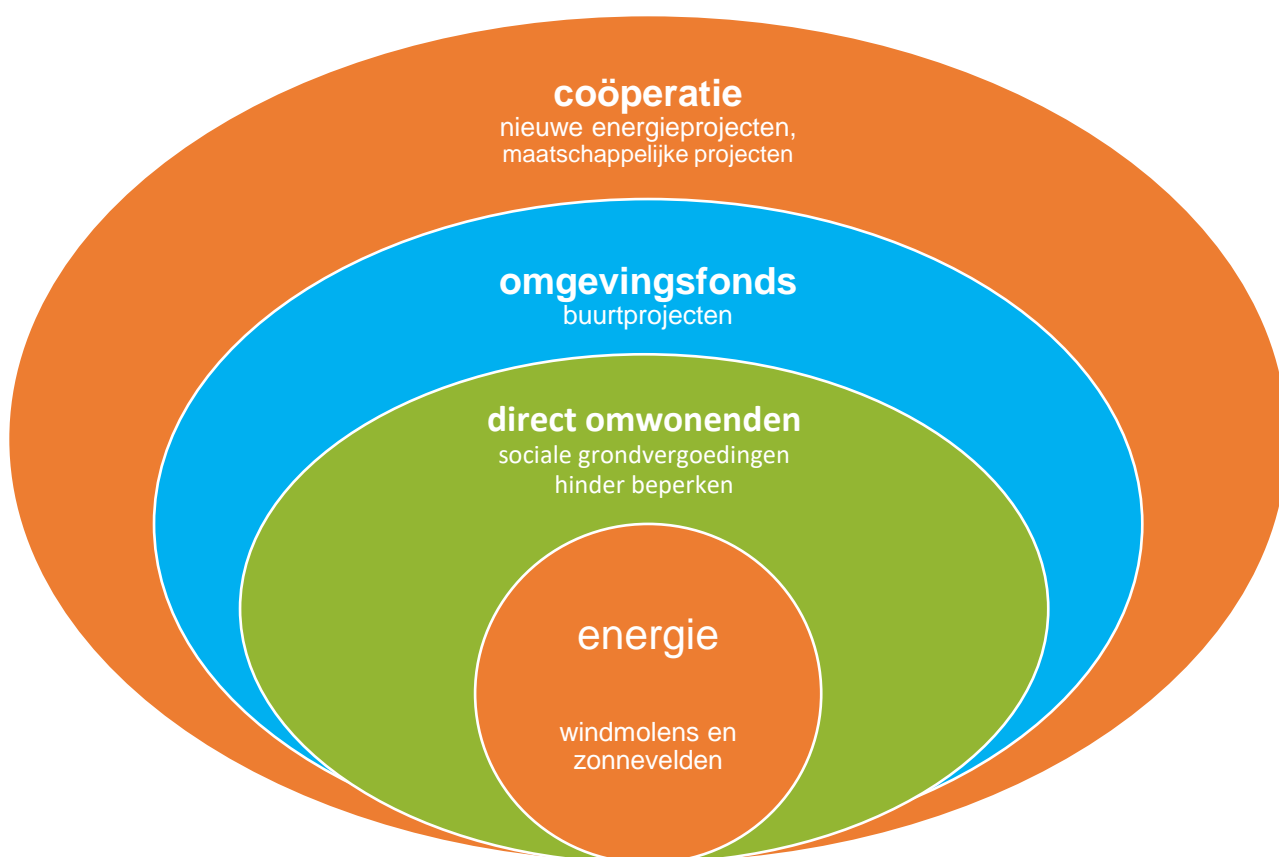 coöperatie
nieuwe energieprojecten,
maatschappelijke projecten
omgevingsfonds
buurtprojecten
direct omwonenden
sociale grondvergoedingen
hinder beperken
energie
windmolens en
zonnevelden